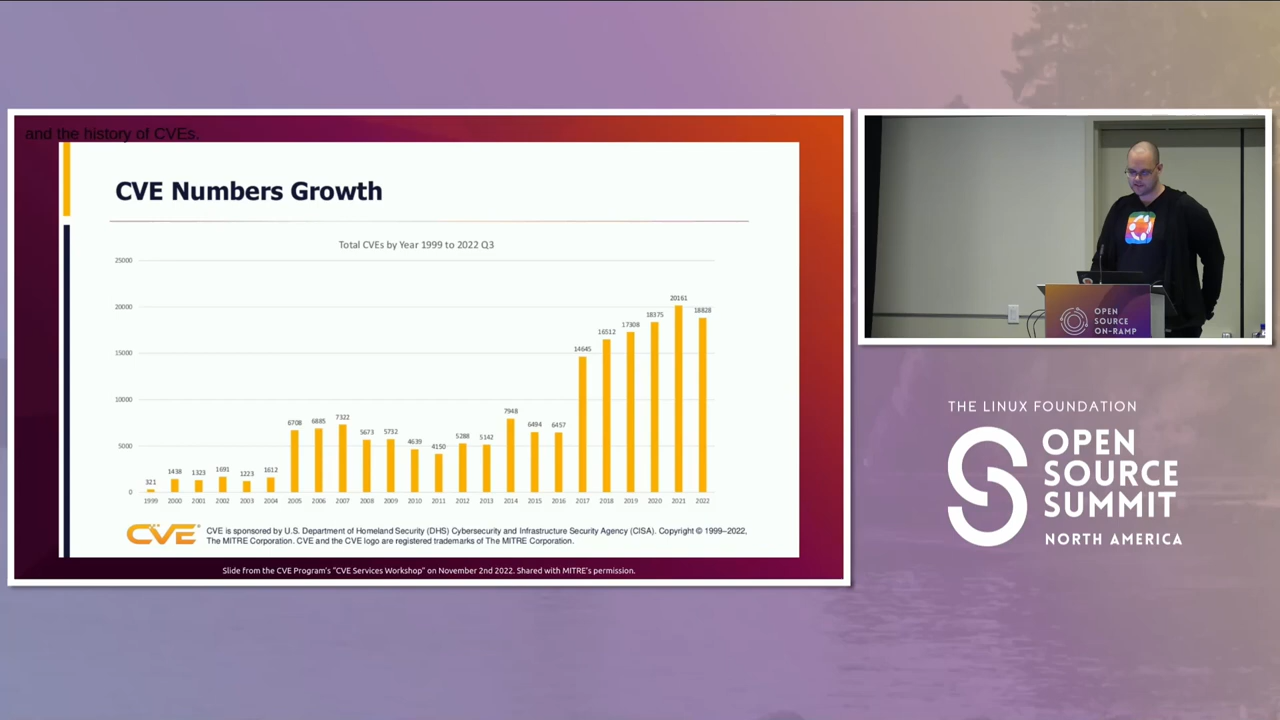 and the history of CVEs.
CVE Numbers Growth
Total CVEs by Year 1999 to 2022 Q3
25000
20000
15000
10000
5000
0
321
1438
1323
1691
1223
1612
6708
6885
7322
5673
5732
4639
4150
5288
5142
7948
6494
6457
14645
16512
17308
18375
20161
18828
1999 2000 2001 2002 2003 2004 2005 2006 2007 2008 2009 2010 2011 2012 2013 2014 2015 2016 2017 2018 2019 2020 2021 2022
CVE®
CVE is sponsored by U.S. Department of Homeland Security (DHS) Cybersecurity and Infrastructure Security Agency (CISA). Copyright © 1999–2022,
The MITRE Corporation. CVE and the CVE logo are registered trademarks of The MITRE Corporation.
Slide from the CVE Program's "CVE Services Workshop" on November 2nd 2022. Shared with MITRE's permission.
OPEN
SOURCE
ON-RAMP
THE LINUX FOUNDATION
OPEN
SOURCE
SUMMIT
NORTH AMERICA